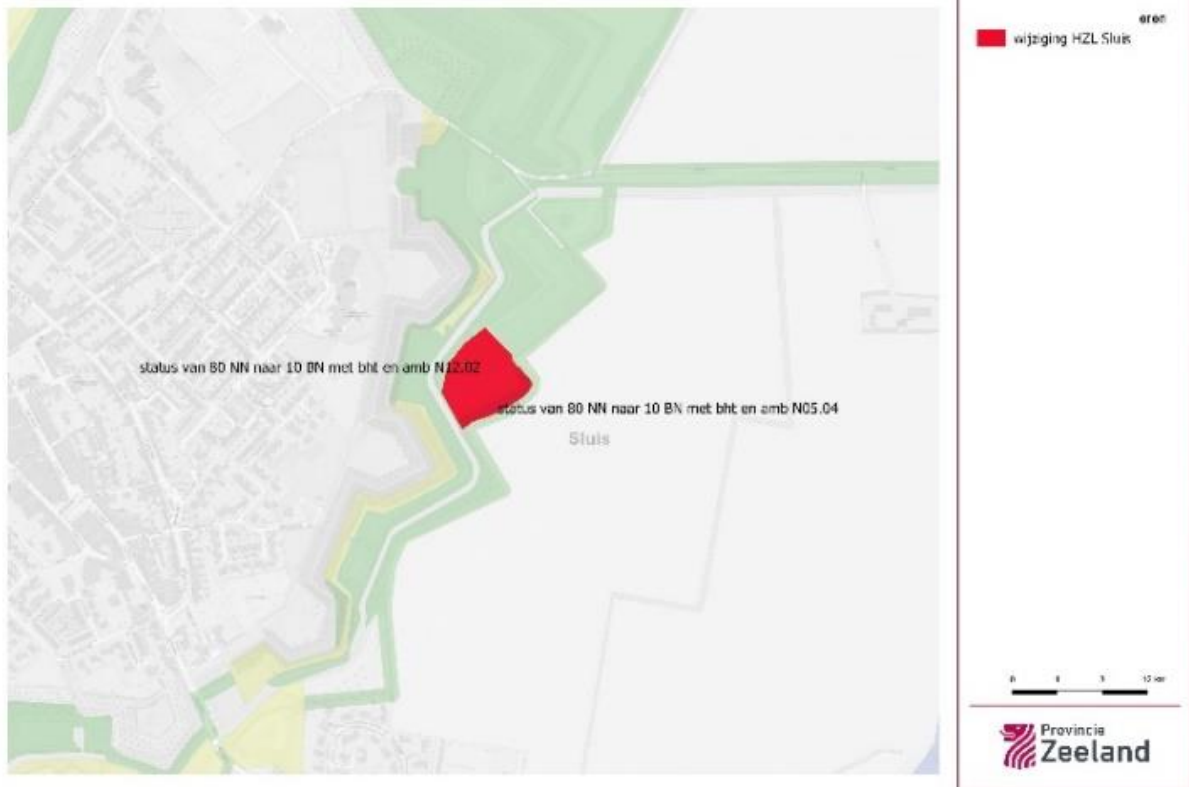 eren
wijziging HZL Sluis
status van 80 NN naar 10 BN met bht en amb N12.02
status van 80 NN naar 10 BN met bht en amb N05.04
Sluis
Provincie
Zeeland